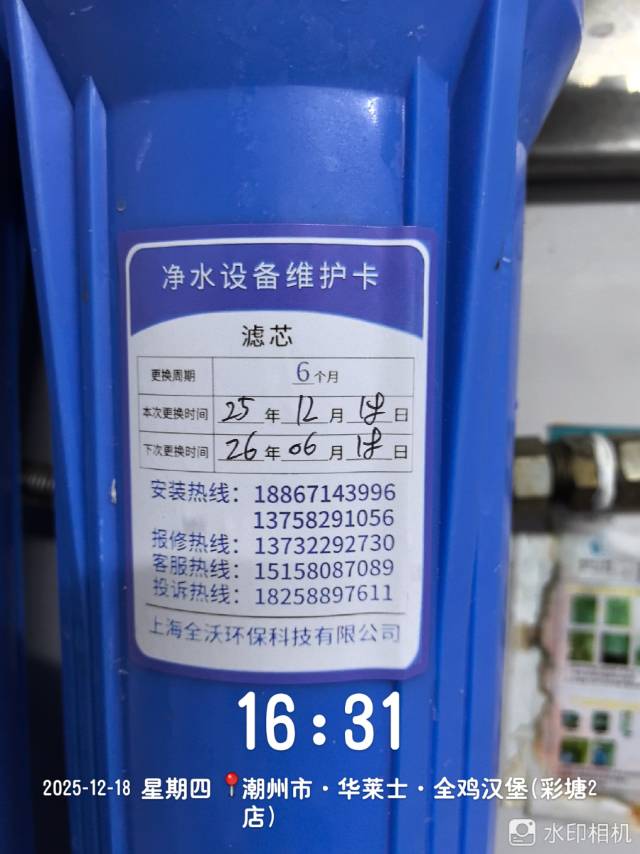 净水设备维护卡
滤芯
更换周期 6个月
本次更换时间 25年12月18日
下次更换时间 26年06月18日
安装热线：18867143996
13758291056
报修热线：13732292730
客服热线：15158087089
投诉热线：18258897611
上海全沃环保科技有限公司
16:31
2025-12-18 星期四 📍潮州市·华莱士·全鸡汉堡(彩塘2
店)
水印相机